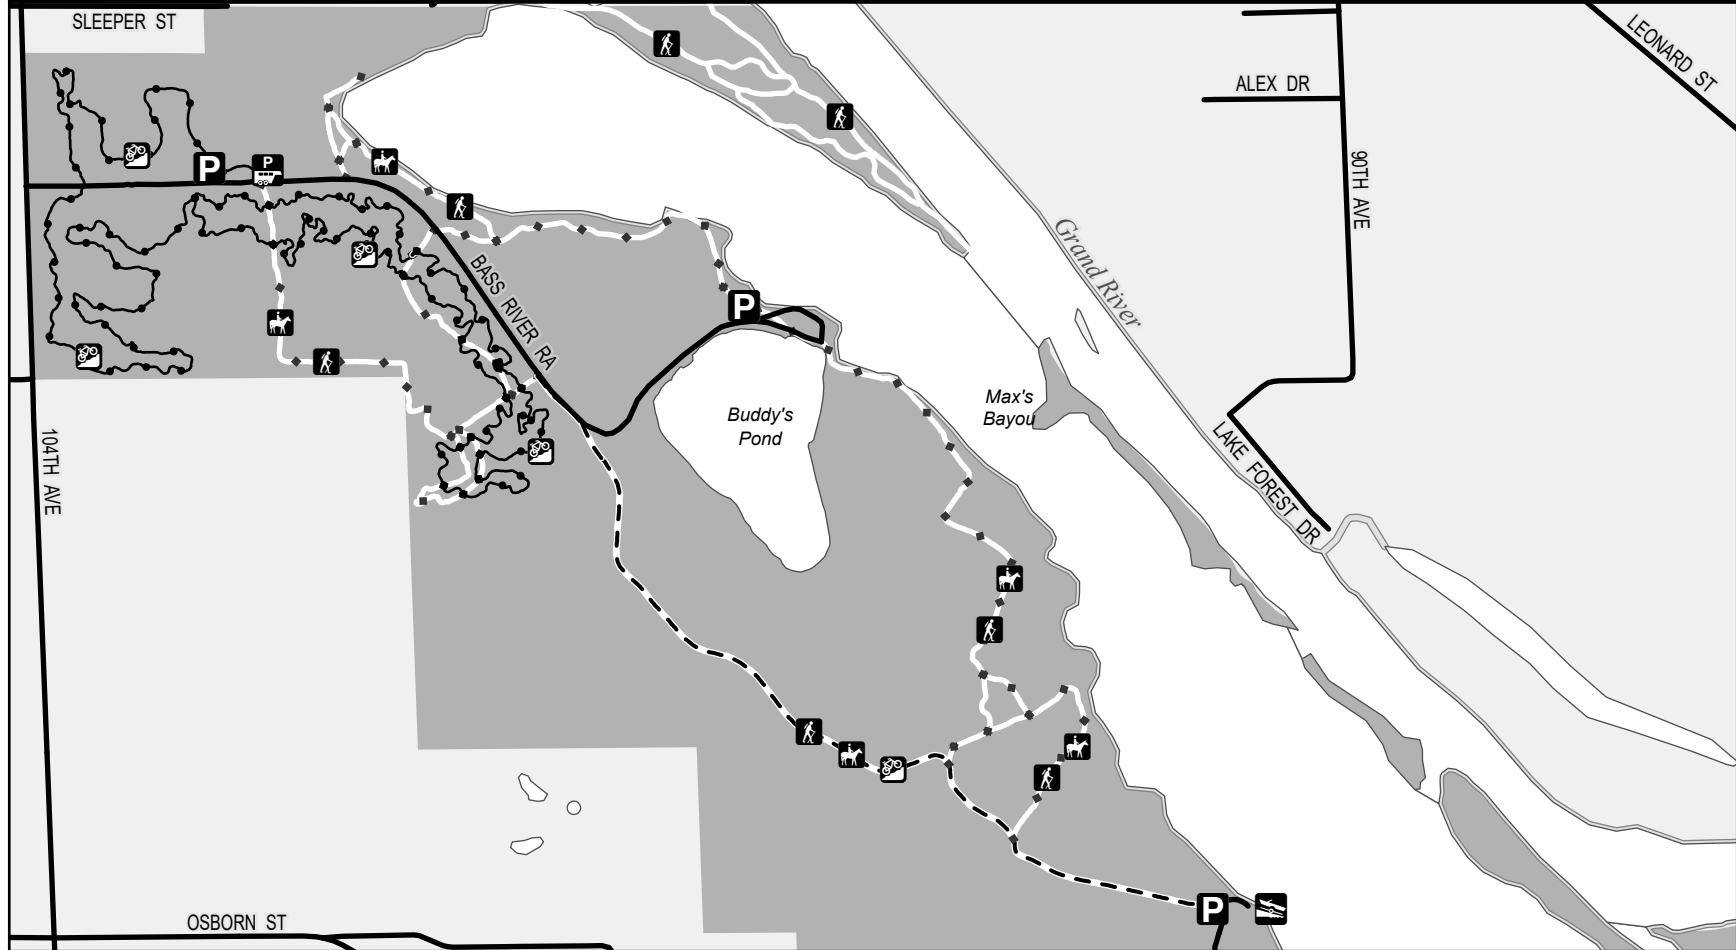 SLEEPER ST
LEONARD ST
ALEX DR
90TH AVE
P
P
Grand River
BASS RIVER RA
P
Max's
Bayou
Buddy's
Pond
104TH AVE
LAKE FOREST DR
OSBORN ST
P